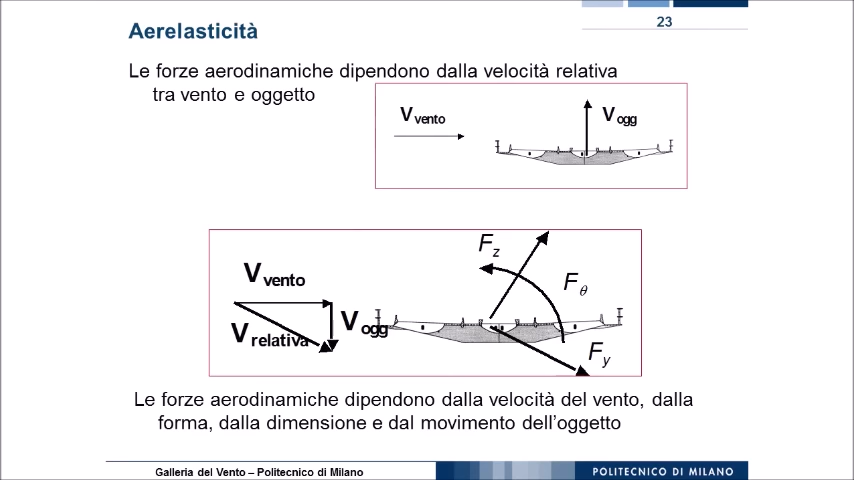 23
Aerelasticità
Le forze aerodinamiche dipendono dalla velocità relativa
tra vento e oggetto
V vento
V ogg
F z
V vento
F θ
V ogg
V relativa
F y
Le forze aerodinamiche dipendono dalla velocità del vento, dalla
forma, dalla dimensione e dal movimento dell'oggetto
Galleria del Vento – Politecnico di Milano
POLITECNICO DI MILANO